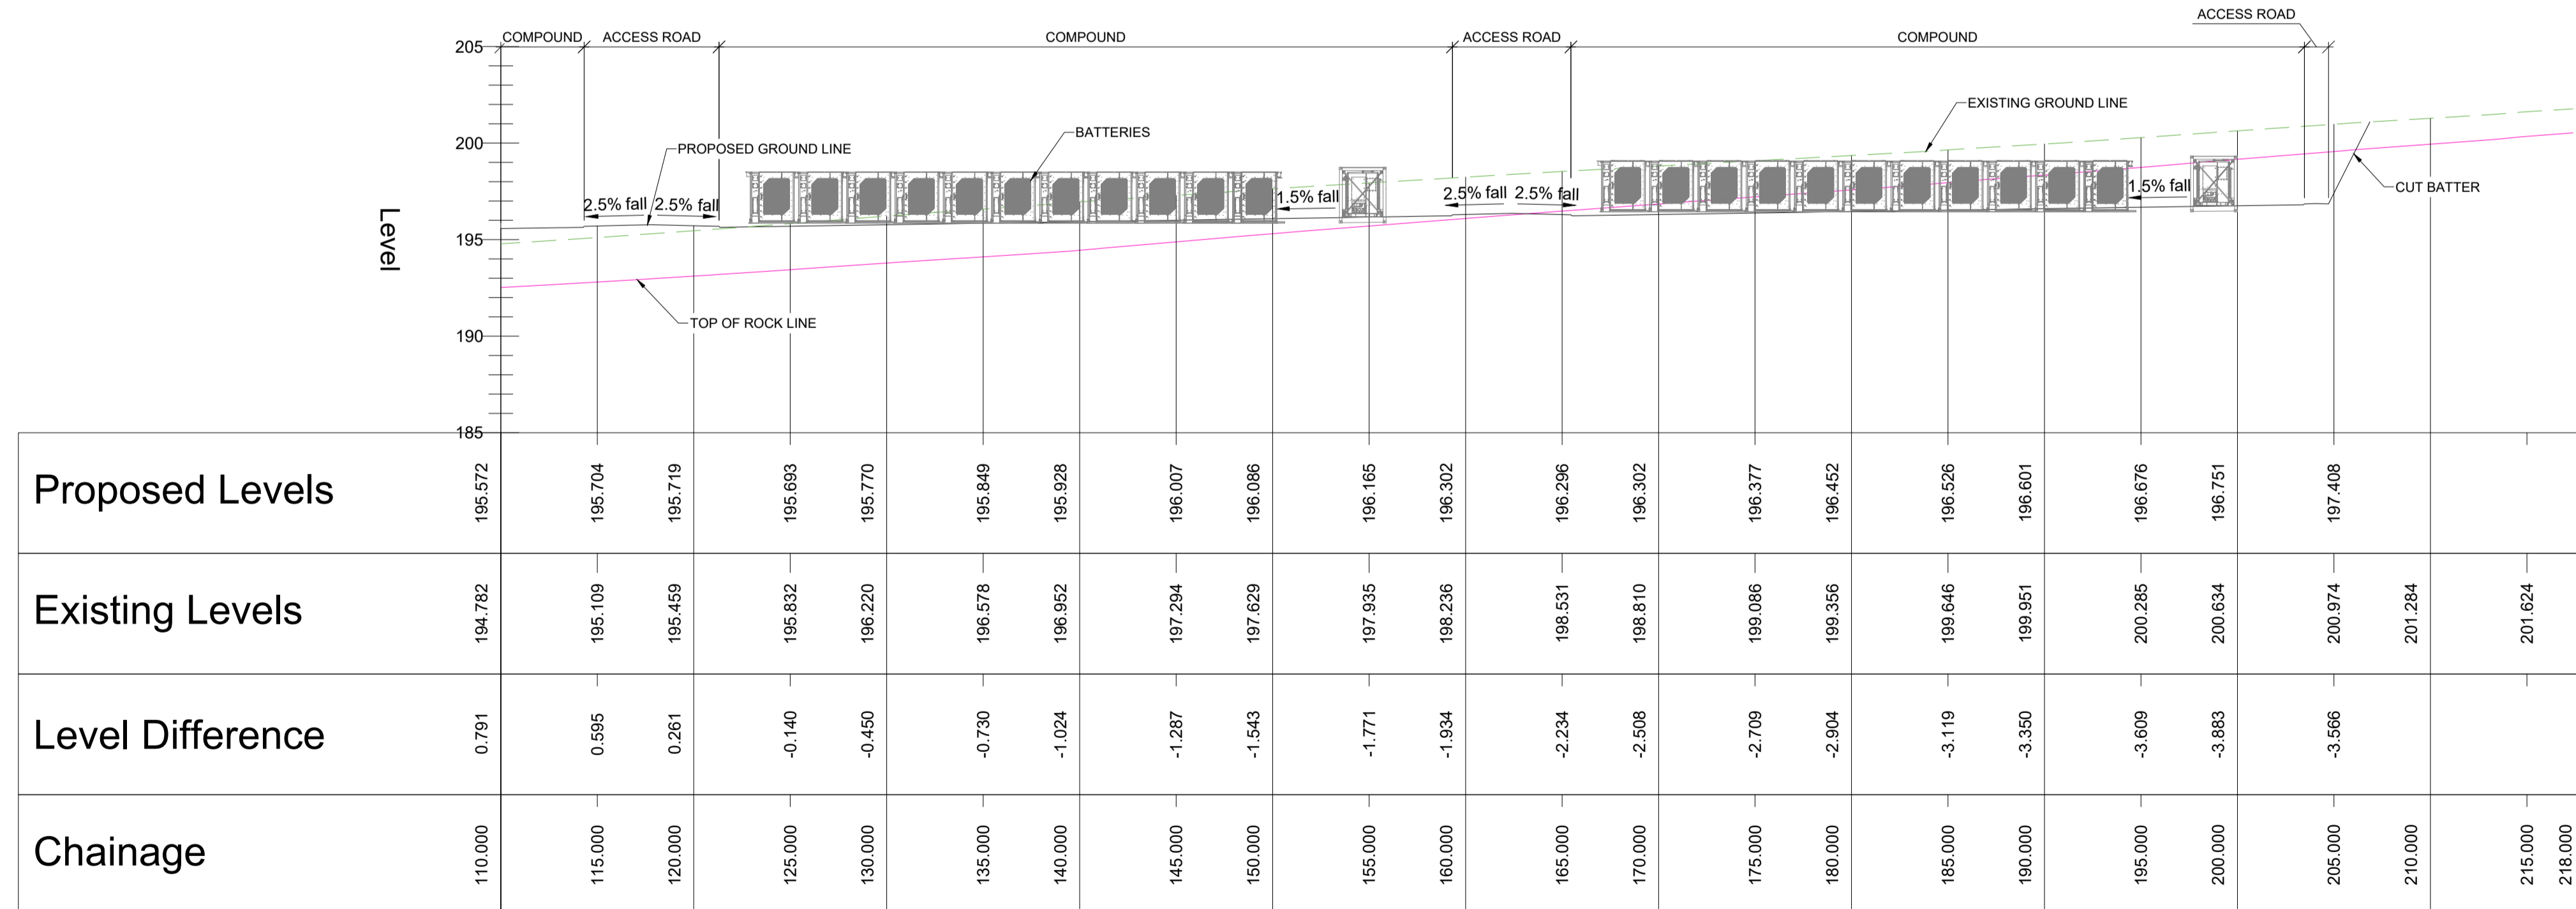 ACCESS ROAD
COMPOUND ACCESS ROAD COMPOUND ACCESS ROAD COMPOUND
205
EXISTING GROUND LINE
BATTERIES
200
PROPOSED GROUND LINE
CUT BATTER
2.5% fall 2.5% fall 1.5% fall 2.5% fall 2.5% fall 1.5% fall
Level
195
TOP OF ROCK LINE
190
185
Proposed Levels 195.572 195.704 195.719 195.693 195.770 195.849 195.928 196.007 196.086 196.165 196.302 196.296 196.302 196.377 196.452 196.526 196.601 196.676 196.751 197.408
Existing Levels 194.782 195.109 195.459 195.832 196.220 196.578 196.952 197.294 197.629 197.935 198.236 198.531 198.810 199.086 199.356 199.646 199.951 200.285 200.634 200.974 201.284 201.624
Level Difference 0.791 0.595 0.261 -0.140 -0.450 -0.730 -1.024 -1.287 -1.543 -1.771 -1.934 -2.234 -2.508 -2.709 -2.904 -3.119 -3.350 -3.609 -3.883 -3.566
Chainage 110.000 115.000 120.000 125.000 130.000 135.000 140.000 145.000 150.000 155.000 160.000 165.000 170.000 175.000 180.000 185.000 190.000 195.000 200.000 205.000 210.000 215.000 218.000